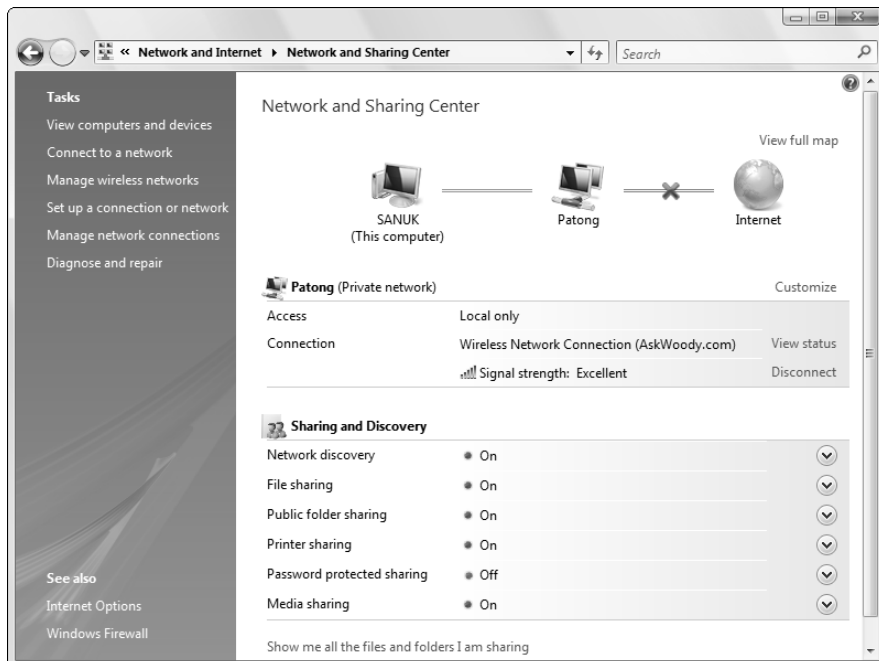 « Network and Internet ▸ Network and Sharing Center
Search
Tasks
View computers and devices
Connect to a network
Manage wireless networks
Set up a connection or network
Manage network connections
Diagnose and repair
See also
Internet Options
Windows Firewall
Network and Sharing Center
View full map
SANUK
(This computer)
Patong
Internet
Patong (Private network)
Customize
Access Local only
Connection Wireless Network Connection (AskWoody.com) View status
Signal strength: Excellent Disconnect
Sharing and Discovery
Network discovery On
File sharing On
Public folder sharing On
Printer sharing On
Password protected sharing Off
Media sharing On
Show me all the files and folders I am sharing